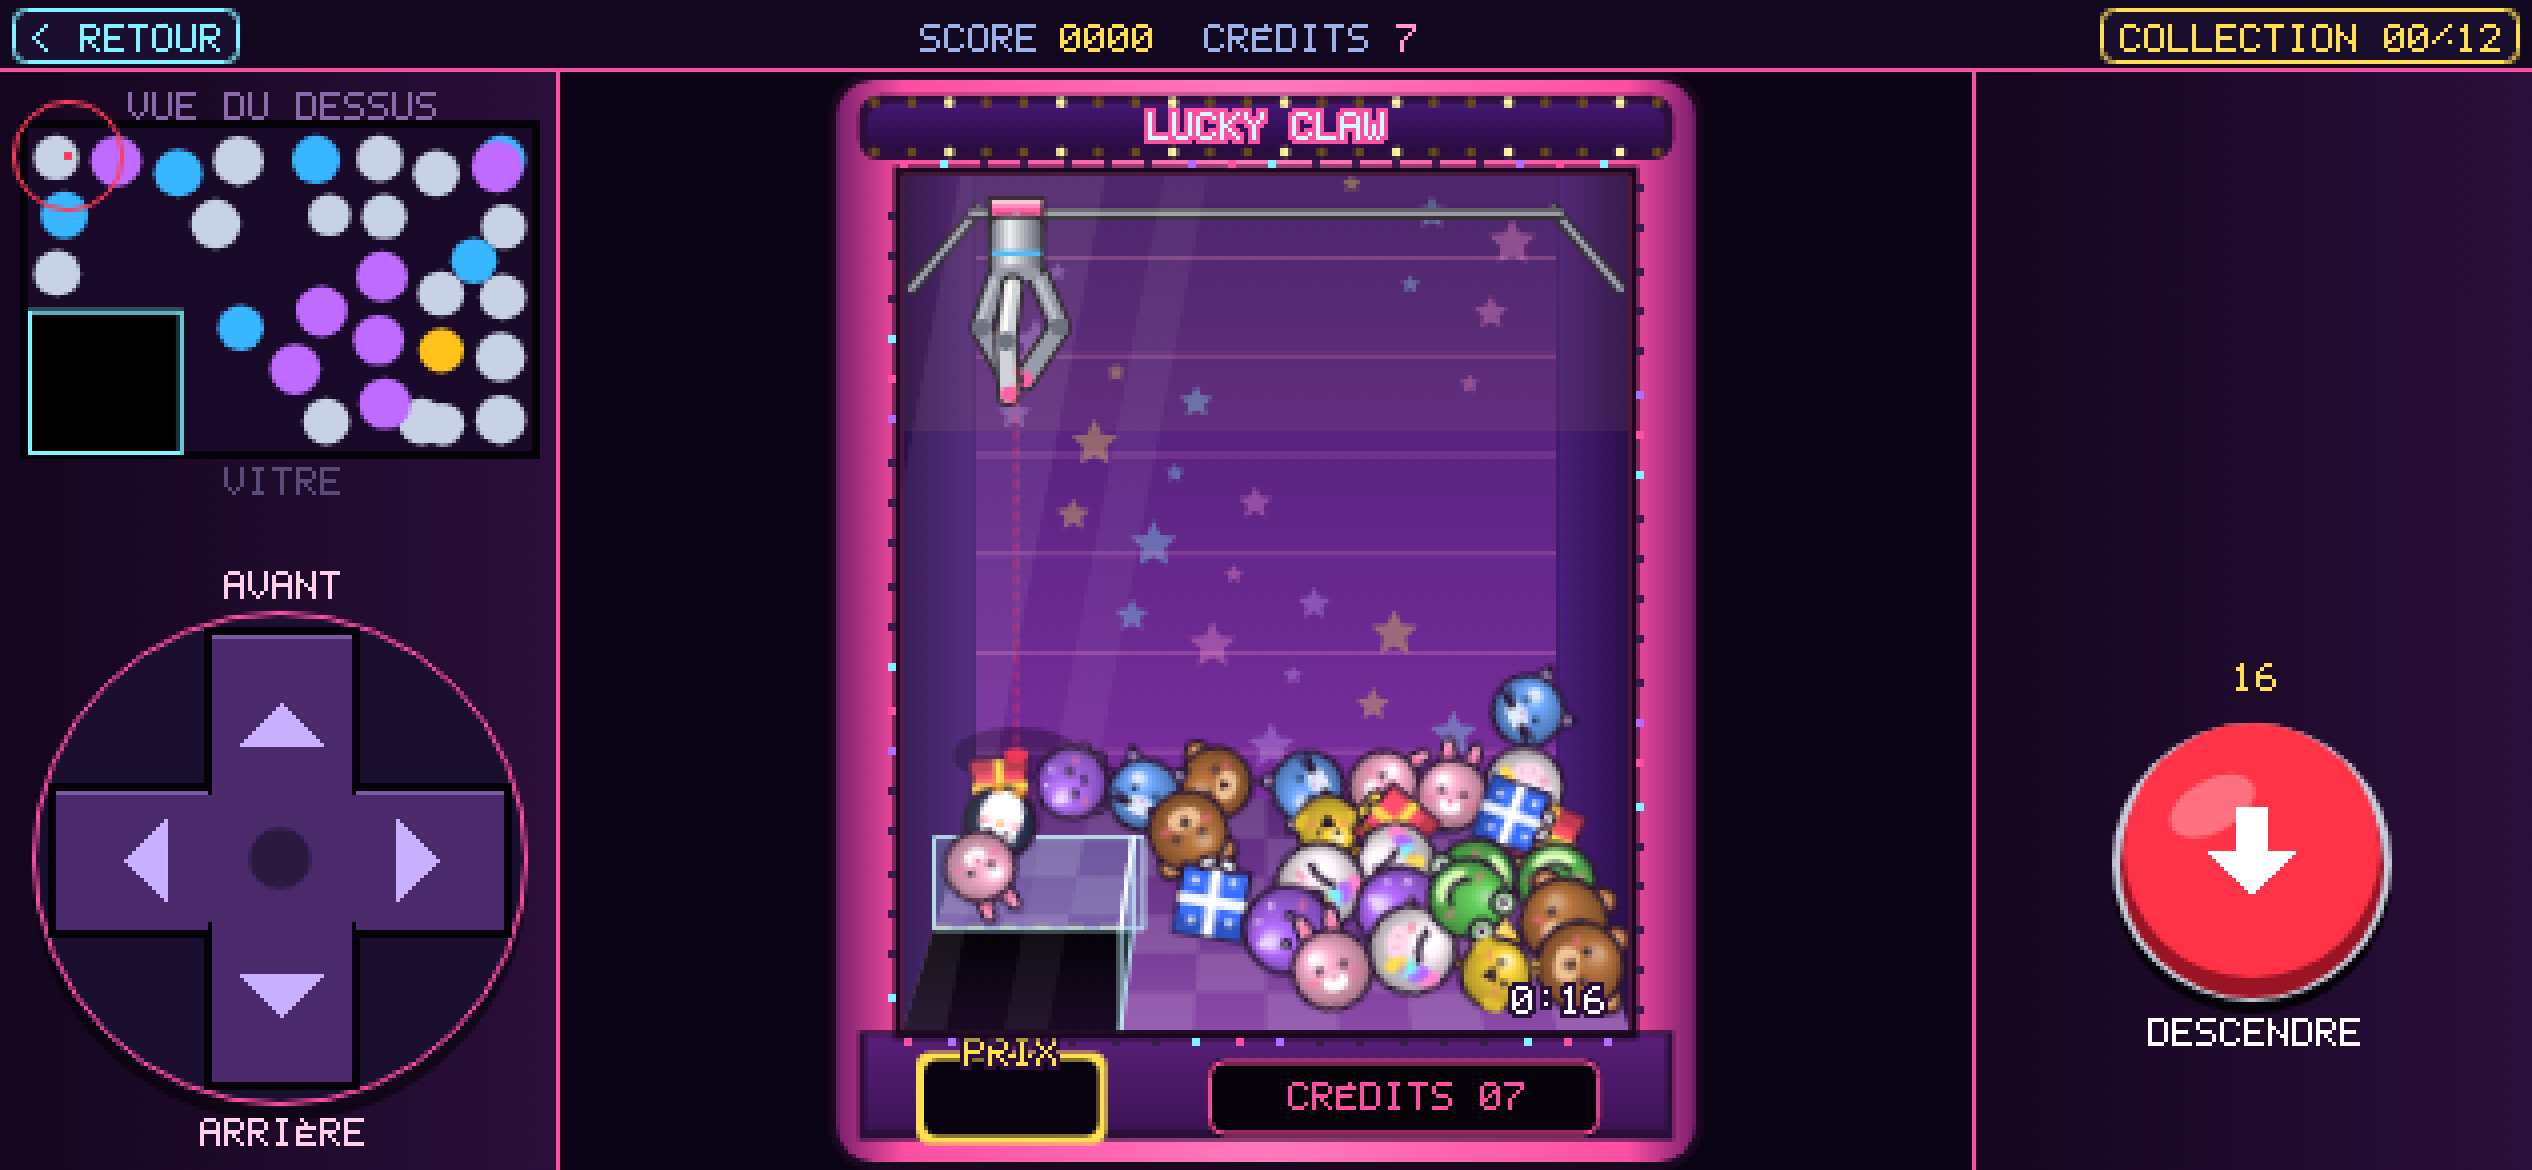 < RETOUR
SCORE 0000 CRÉDITS 7
COLLECTION 00/12
VUE DU DESSUS
VITRE
AVANT
ARRIÈRE
LUCKY CLAW
0:16
PRIX
CRÉDITS 07
16
DESCENDRE